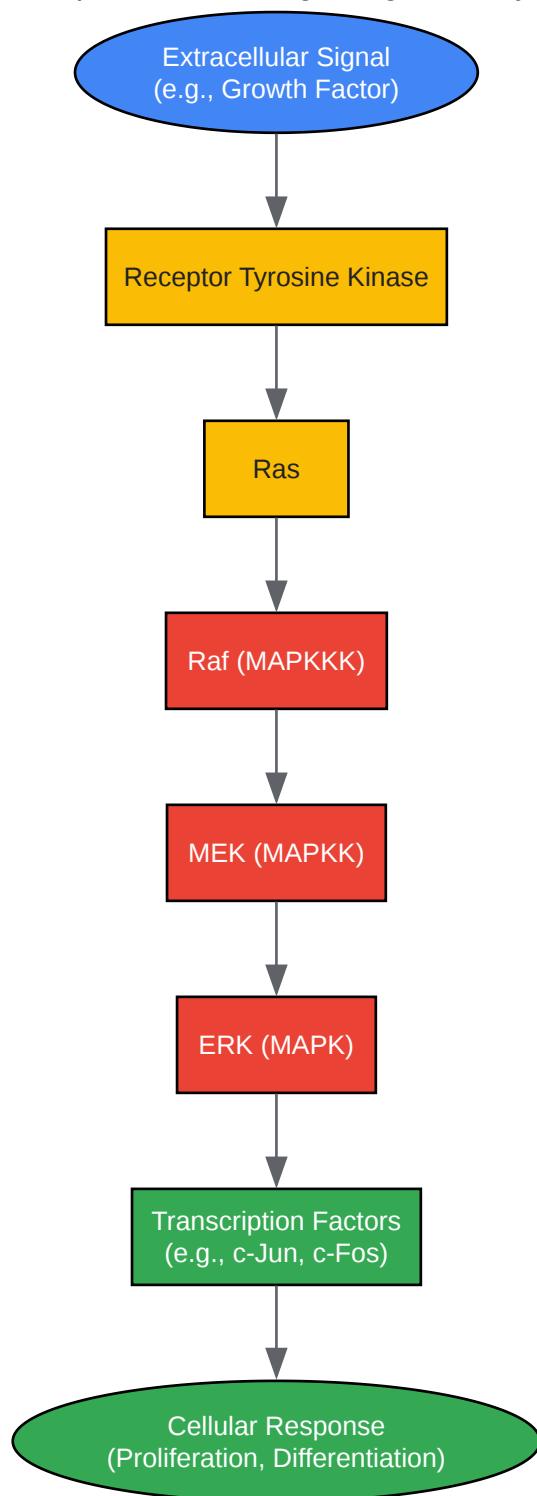 Extracellular Signal
(e.g., Growth Factor)
Receptor Tyrosine Kinase
Ras
Raf (MAPKKK)
MEK (MAPKK)
ERK (MAPK)
Transcription Factors
(e.g., c-Jun, c-Fos)
Cellular Response
(Proliferation, Differentiation)